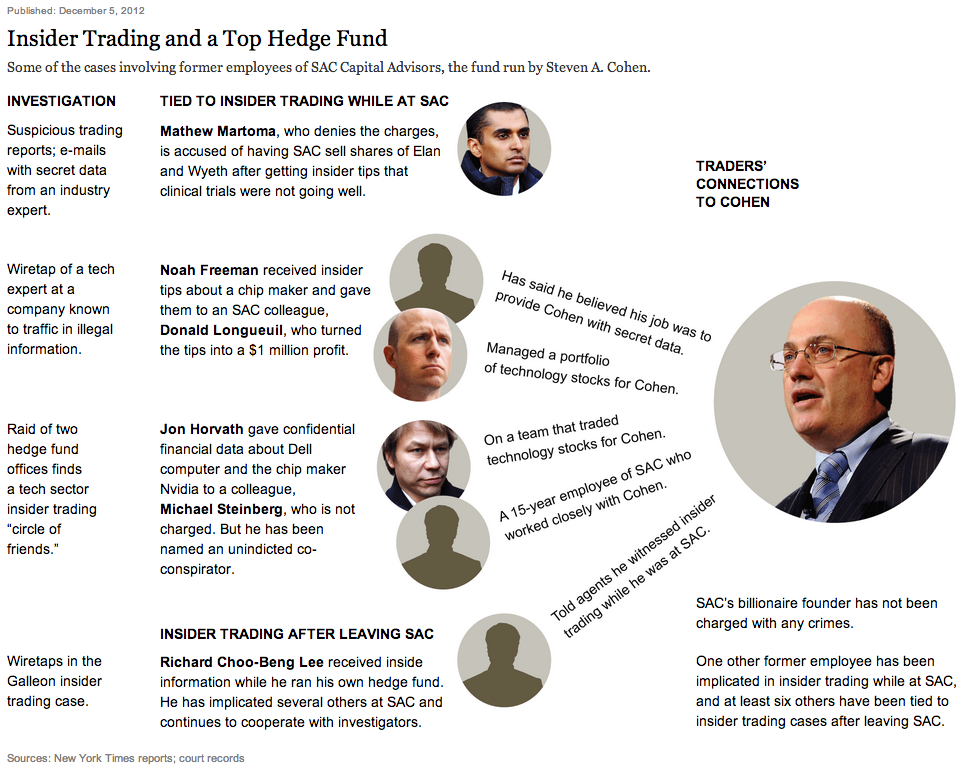 Published: December 5, 2012
Insider Trading and a Top Hedge Fund
Some of the cases involving former employees of SAC Capital Advisors, the fund run by Steven A. Cohen.
INVESTIGATION
Suspicious trading
reports; e-mails
with secret data
from an industry
expert.
TIED TO INSIDER TRADING WHILE AT SAC
Mathew Martoma, who denies the charges,
is accused of having SAC sell shares of Elan
and Wyeth after getting insider tips that
clinical trials were not going well.
TRADERS’
CONNECTIONS
TO COHEN
Wiretap of a tech
expert at a
company known
to traffic in illegal
information.
Noah Freeman received insider
tips about a chip maker and gave
them to an SAC colleague,
Donald Longueuil, who turned
the tips into a $1 million profit.
Has said he believed his job was to
provide Cohen with secret data.
Managed a portfolio
of technology stocks for Cohen.
Raid of two
hedge fund
offices finds
a tech sector
insider trading
“circle of
friends.”
Jon Horvath gave confidential
financial data about Dell
computer and the chip maker
Nvidia to a colleague,
Michael Steinberg, who is not
charged. But he has been
named an unindicted co-
conspirator.
On a team that traded
technology stocks for Cohen.
A 15-year employee of SAC who
worked closely with Cohen.
Told agents he witnessed insider
trading while he was at SAC.
INSIDER TRADING AFTER LEAVING SAC
Wiretaps in the
Galleon insider
trading case.
Richard Choo-Beng Lee received inside
information while he ran his own hedge fund.
He has implicated several others at SAC and
continues to cooperate with investigators.
SAC’s billionaire founder has not been
charged with any crimes.
One other former employee has been
implicated in insider trading while at SAC,
and at least six others have been tied to
insider trading cases after leaving SAC.
Sources: New York Times reports; court records